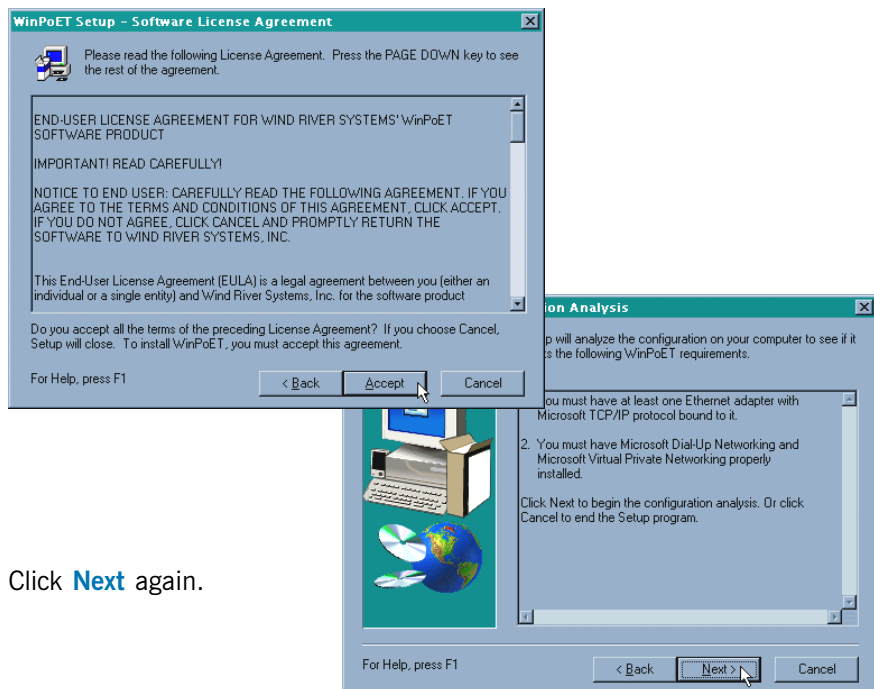 WinPoET Setup - Software License Agreement
Please read the following License Agreement. Press the PAGE DOWN key to see
the rest of the agreement.
END-USER LICENSE AGREEMENT FOR WIND RIVER SYSTEMS' WinPoET
SOFTWARE PRODUCT
IMPORTANT! READ CAREFULLY!
NOTICE TO END USER: CAREFULLY READ THE FOLLOWING AGREEMENT. IF YOU
AGREE TO THE TERMS AND CONDITIONS OF THIS AGREEMENT, CLICK ACCEPT.
IF YOU DO NOT AGREE, CLICK CANCEL AND PROMPTLY RETURN THE
SOFTWARE TO WIND RIVER SYSTEMS, INC.
This End-User License Agreement (EULA) is a legal agreement between you (either an
individual or a single entity) and Wind River Systems, Inc. for the software product
Do you accept all the terms of the preceding License Agreement? If you choose Cancel,
Setup will close. To install WinPoET, you must accept this agreement.
For Help, press F1
< Back
Accept
Cancel
ion Analysis
p will analyze the configuration on your computer to see if it
s the following WinPoET requirements.
ou must have at least one Ethernet adapter with
Microsoft TCP/IP protocol bound to it.
2. You must have Microsoft Dial-Up Networking and
Microsoft Virtual Private Networking properly
installed.
Click Next to begin the configuration analysis. Or click
Cancel to end the Setup program.
For Help, press F1
< Back
Next >
Cancel
Click Next again.